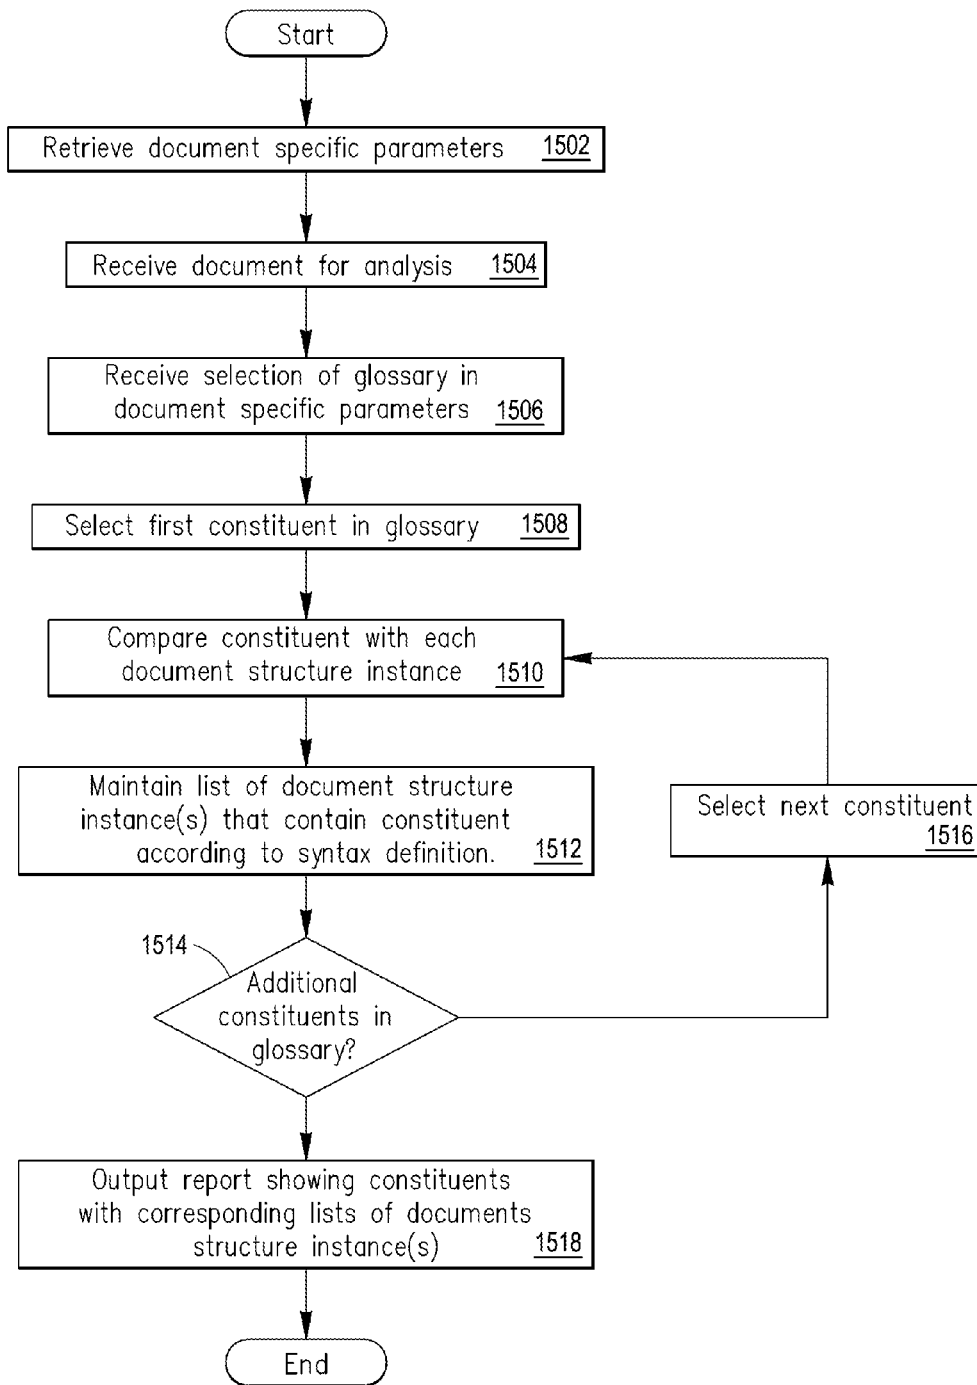 Start
Retrieve document specific parameters 1502
Receive document for analysis 1504
Receive selection of glossary in
document specific parameters 1506
Select first constituent in glossary 1508
Compare constituent with each
document structure instance 1510
Maintain list of document structure
instance(s) that contain constituent
according to syntax definition. 1512
Select next constituent
1516
1514
Additional
constituents in
glossary?
Output report showing constituents
with corresponding lists of documents
structure instance(s) 1518
End